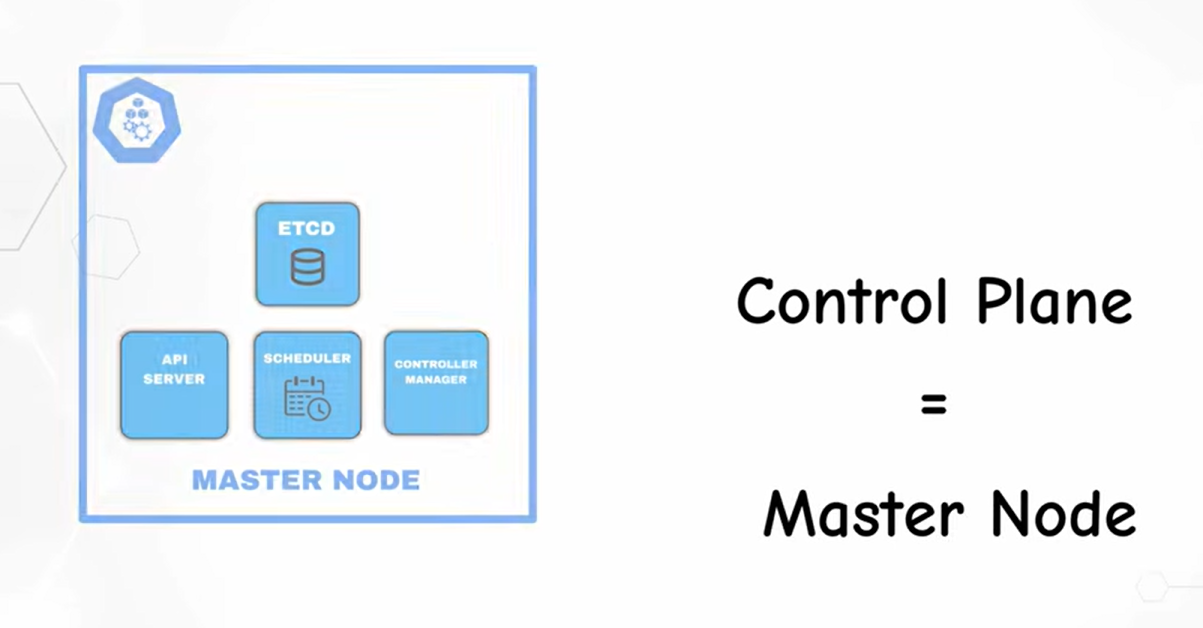 ETCD
API
SERVER
SCHEDULER
CONTROLLER
MANAGER
MASTER NODE
Control Plane
=
Master Node